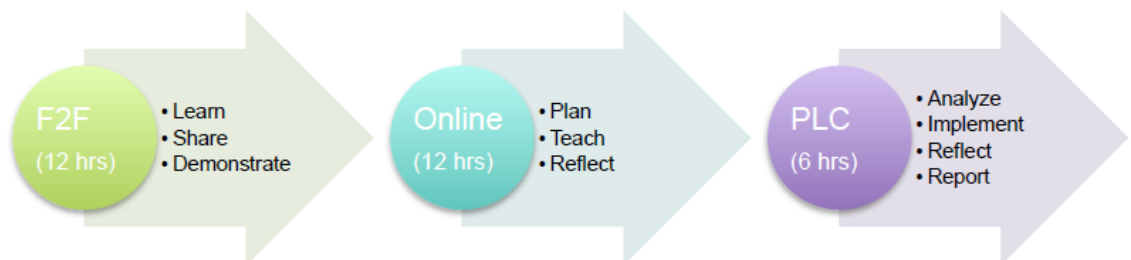 F2F
(12 hrs)
• Learn
• Share
• Demonstrate
Online
(12 hrs)
• Plan
• Teach
• Reflect
PLC
(6 hrs)
• Analyze
• Implement
• Reflect
• Report